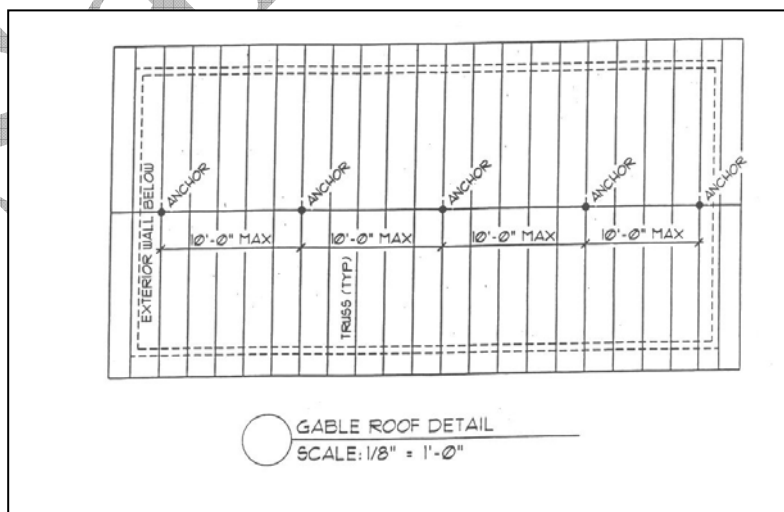 ANCHOR
ANCHOR
ANCHOR
ANCHOR
ANCHOR
EXTERIOR WALL BELOW
10'-0" MAX
10'-0" MAX
10'-0" MAX
10'-0" MAX
TRUSS (TYP)
GABLE ROOF DETAIL
SCALE: 1/8" = 1'-0"